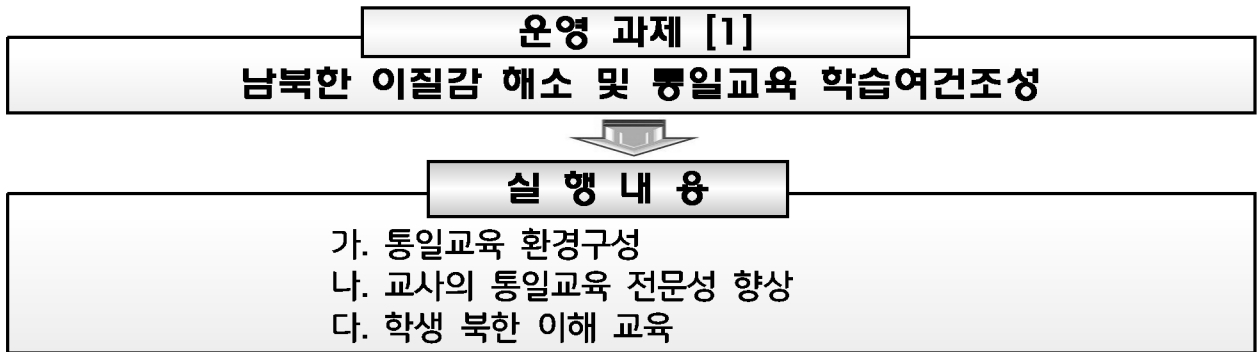 운영 과제 [1]
남북한 이질감 해소 및 통일교육 학습여건조성
실 행 내 용
가. 통일교육 환경구성
나. 교사의 통일교육 전문성 향상
다. 학생 북한 이해 교육